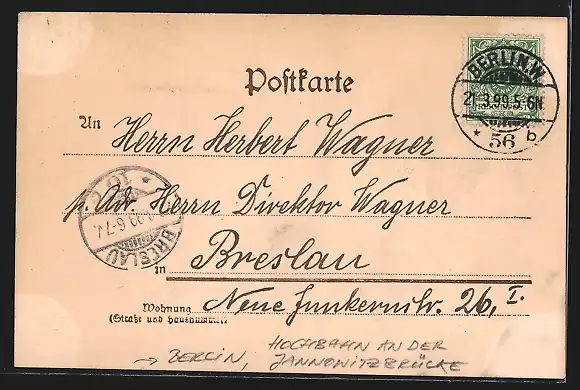 Postkarte
BERLIN.W.
21.3.99.5-6N
* 56 b
An Herrn Herbert Wagner
p. Adr. Herrn Direktor Wagner
BRESLAU
in Breslau
Wohnung Neue Junkernstr. 26, I.
(Straße und Hausnummer)
→ BERLIN, HOCHBAHN AN DER
JANNOWITZBRÜCKE